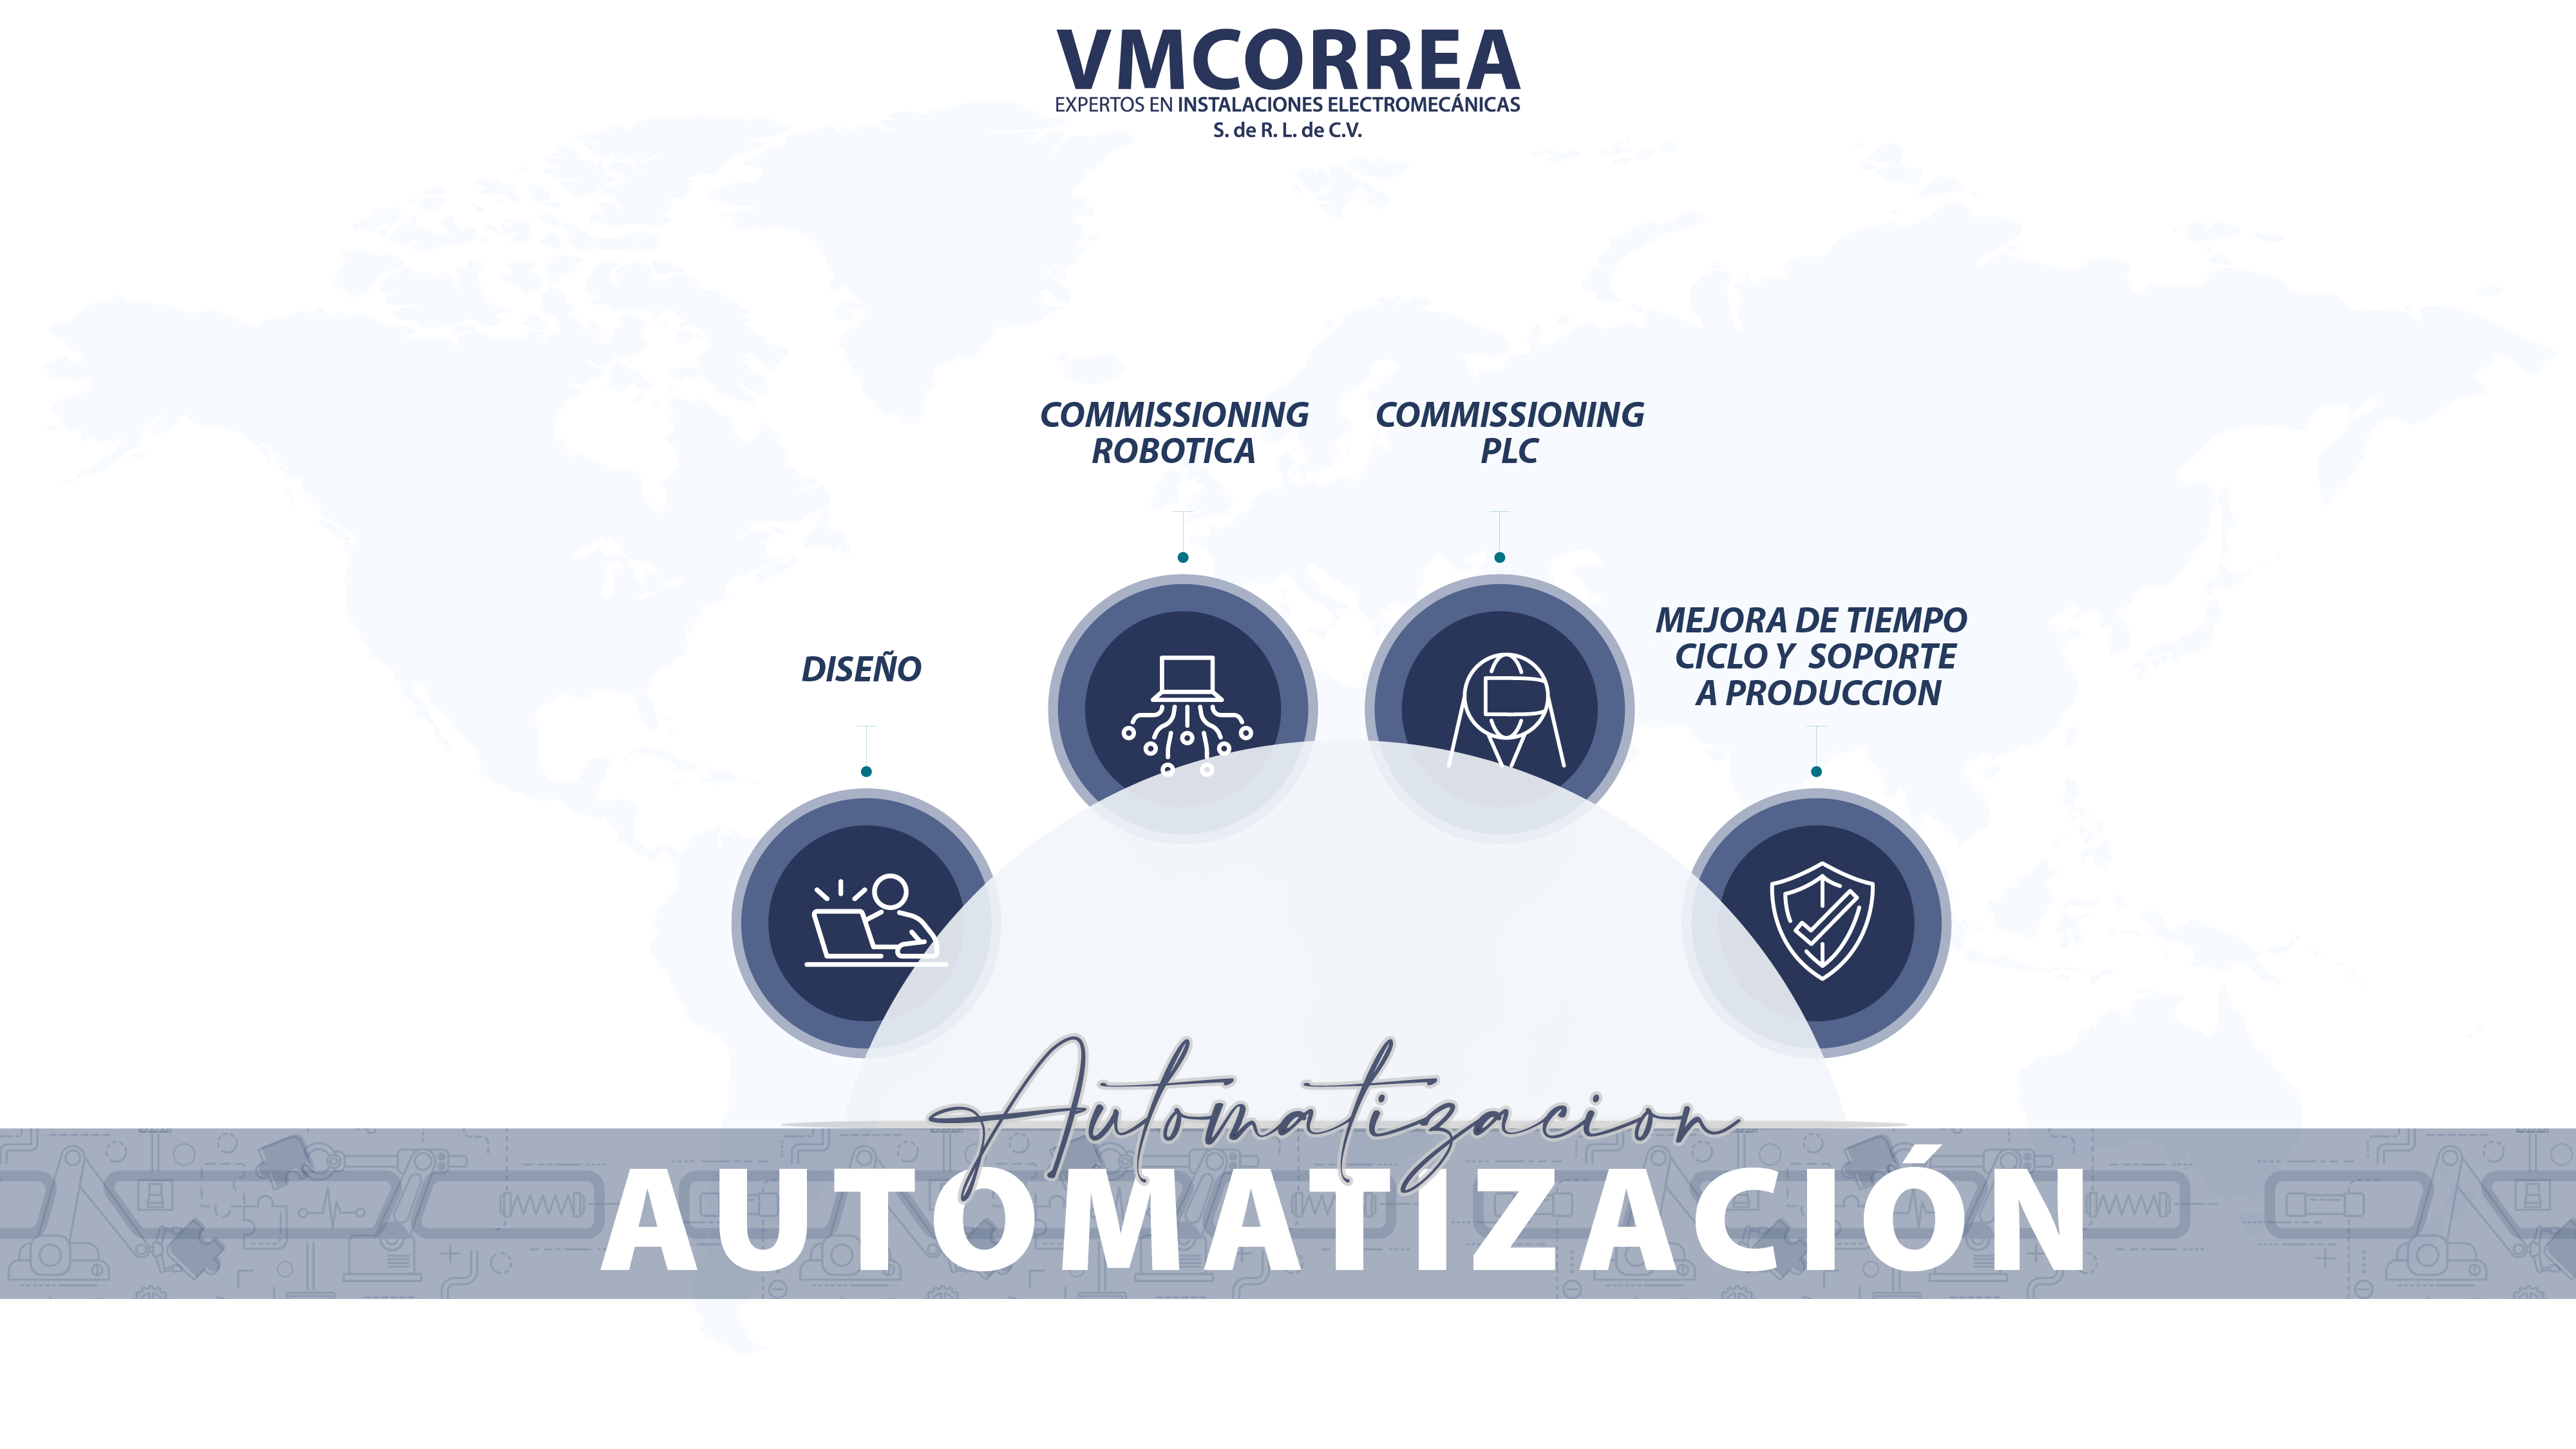 VMCORREA
EXPERTOS EN INSTALACIONES ELECTROMECÁNICAS
S. de R. L. de C.V.
COMMISSIONING
ROBOTICA
COMMISSIONING
PLC
DISEÑO
MEJORA DE TIEMPO
CICLO Y SOPORTE
A PRODUCCION
Automatizacion
AUTOMATIZACIÓN